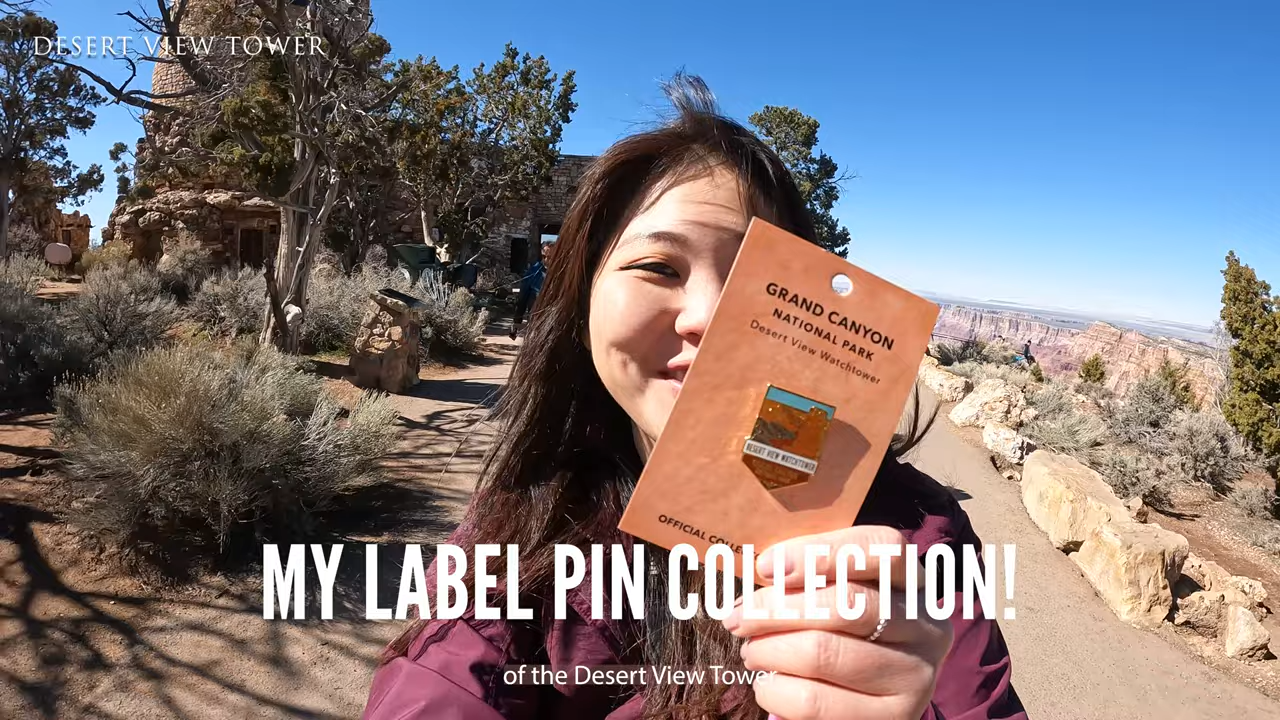 DESERT VIEW TOWER
GRAND CANYON
NATIONAL PARK
Desert View Watchtower
DESERT VIEW WATCHTOWER
OFFICIAL
MY LABEL PIN COLLECTION!
of the Desert View Tower